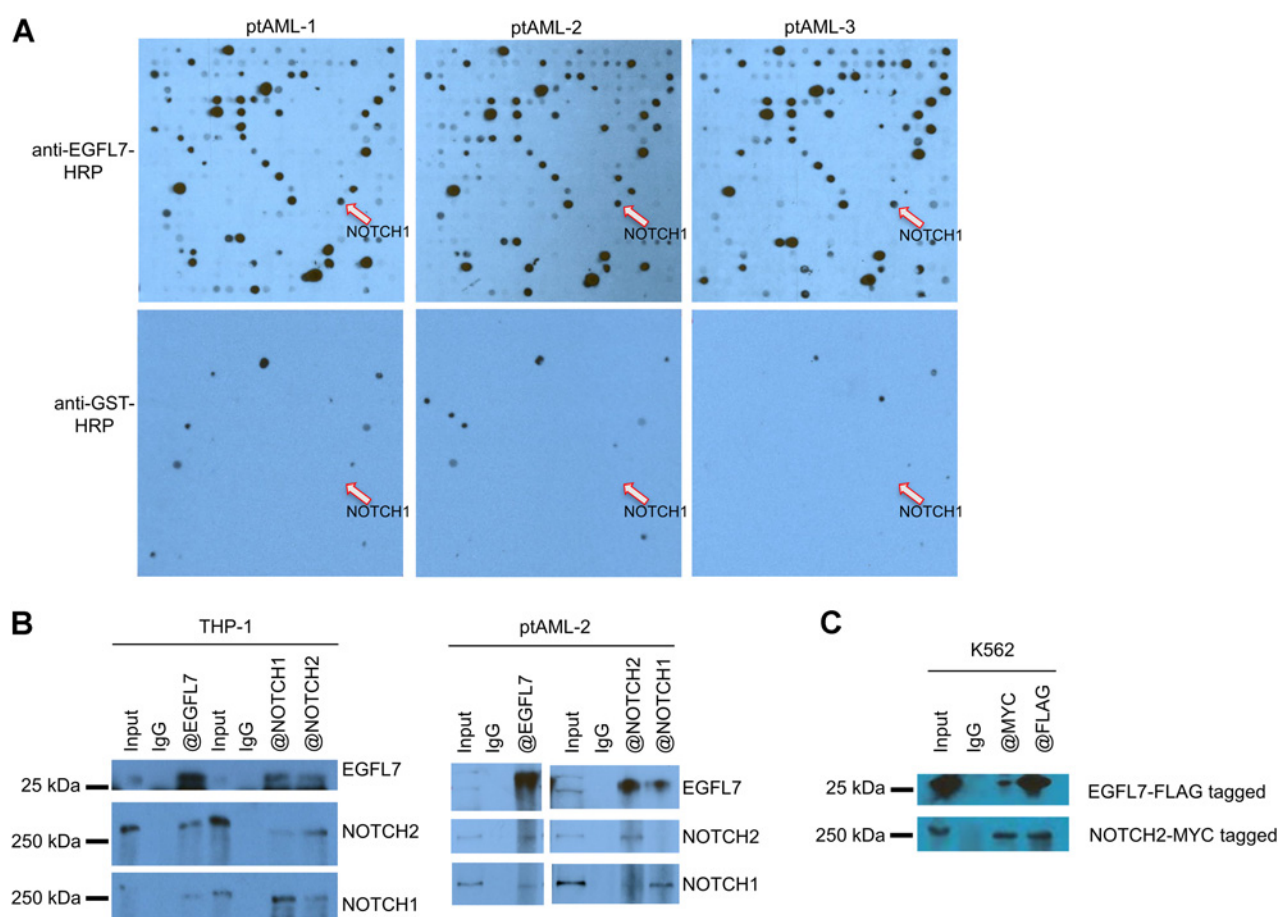 A
ptAML-1
ptAML-2
ptAML-3
anti-EGFL7-
HRP
NOTCH1
NOTCH1
NOTCH1
anti-GST-
HRP
NOTCH1
NOTCH1
NOTCH1
B
THP-1
Input
IgG
@EGFL7
Input
IgG
@NOTCH1
@NOTCH2
25 kDa
EGFL7
250 kDa
NOTCH2
250 kDa
NOTCH1
ptAML-2
Input
IgG
@EGFL7
Input
IgG
@NOTCH2
@NOTCH1
EGFL7
NOTCH2
NOTCH1
C
K562
Input
IgG
@MYC
@FLAG
25 kDa
EGFL7-FLAG tagged
250 kDa
NOTCH2-MYC tagged